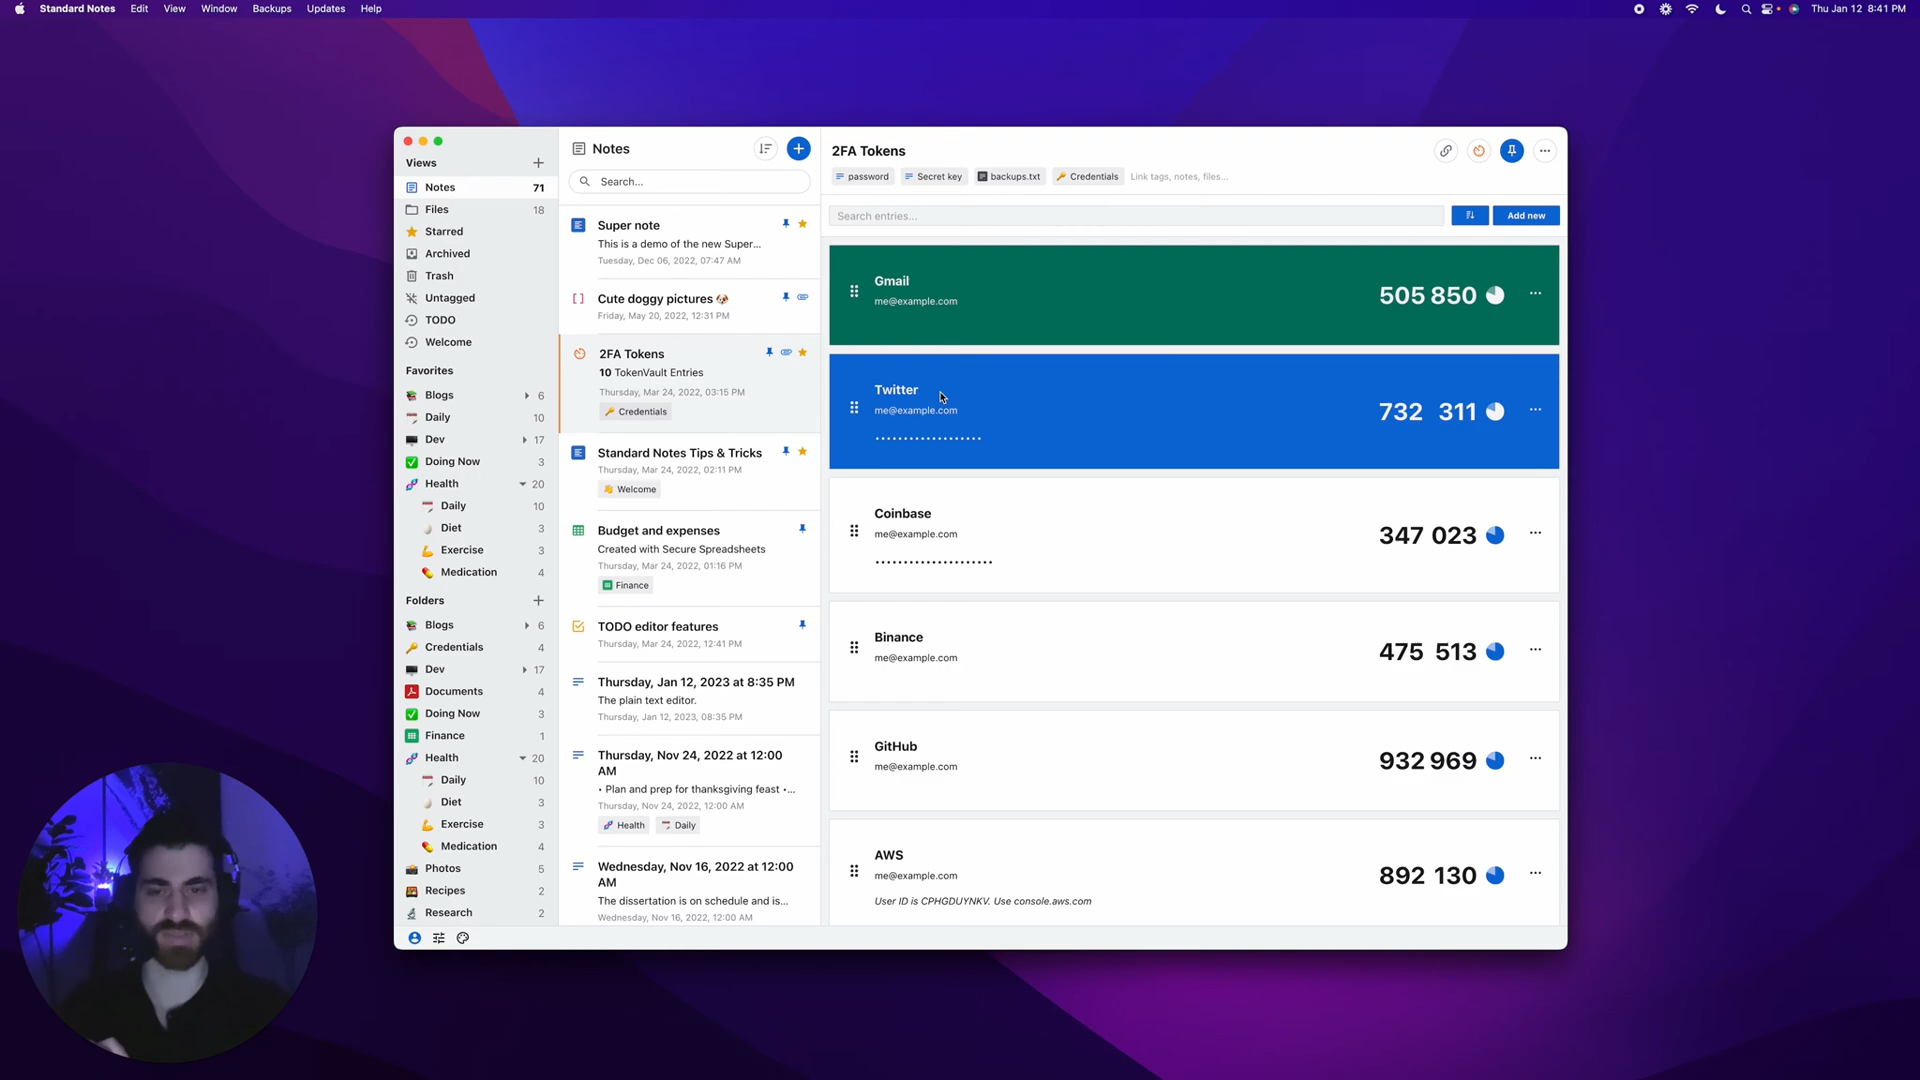 Standard Notes Edit View Window Backups Updates Help
Thu Jan 12 8:41 PM
Views
Notes 71
Files 18
Starred
Archived
Trash
Untagged
TODO
Welcome
Favorites
Blogs 6
Daily 10
Dev 17
Doing Now 3
Health 20
Daily 10
Diet 3
Exercise 3
Medication 4
Folders
Blogs 6
Credentials 4
Dev 17
Documents 4
Doing Now 3
Finance 1
Health 20
Daily 10
Diet 3
Exercise 3
Medication 4
Photos 5
Recipes 2
Research 2
Notes
Search...
Super note
This is a demo of the new Super...
Tuesday, Dec 06, 2022, 07:47 AM
Cute doggy pictures
Friday, May 20, 2022, 12:31 PM
2FA Tokens
10 TokenVault Entries
Thursday, Mar 24, 2022, 03:15 PM
Credentials
Standard Notes Tips & Tricks
Thursday, Mar 24, 2022, 02:11 PM
Welcome
Budget and expenses
Created with Secure Spreadsheets
Thursday, Mar 24, 2022, 01:16 PM
Finance
TODO editor features
Thursday, Mar 24, 2022, 12:41 PM
Thursday, Jan 12, 2023 at 8:35 PM
The plain text editor.
Thursday, Jan 12, 2023, 08:35 PM
Thursday, Nov 24, 2022 at 12:00
AM
• Plan and prep for thanksgiving feast •...
Thursday, Nov 24, 2022, 12:00 AM
Health Daily
Wednesday, Nov 16, 2022 at 12:00
AM
The dissertation is on schedule and is...
Wednesday, Nov 16, 2022, 12:00 AM
2FA Tokens
password Secret key backups.txt Credentials Link tags, notes, files...
Search entries... Add new
Gmail
me@example.com
505 850
Twitter
me@example.com
732 311
Coinbase
me@example.com
347 023
Binance
me@example.com
475 513
GitHub
me@example.com
932 969
AWS
me@example.com
892 130
User ID is CPHGDUYNKV. Use console.aws.com